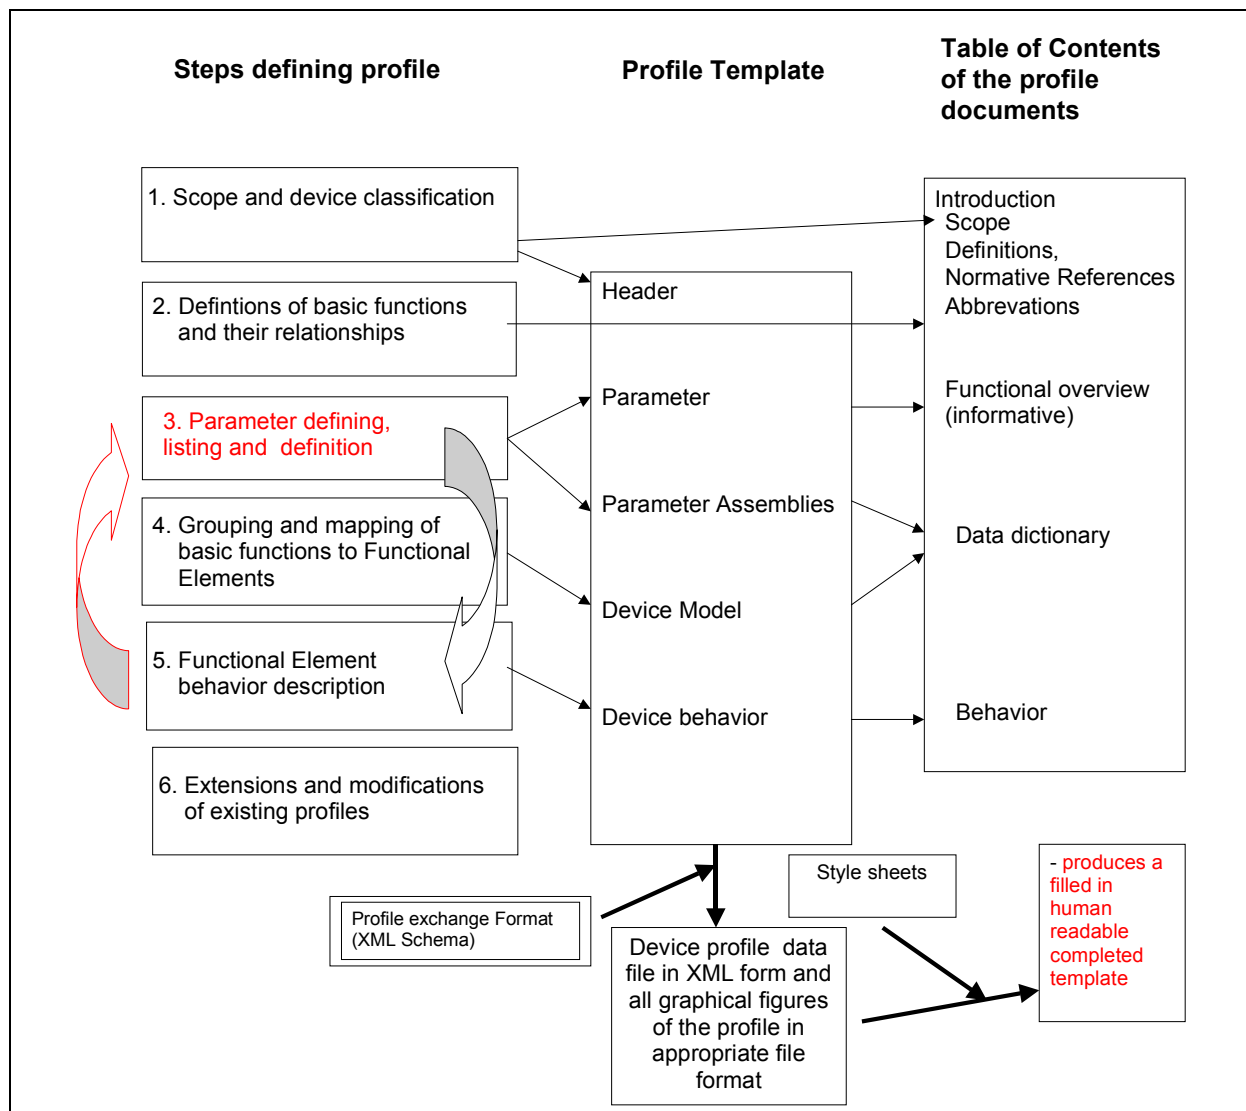 Steps defining profile
Profile Template
Table of Contents
of the profile
documents
1. Scope and device classification
2. Defintions of basic functions
and their relationships
3. Parameter defining,
listing and definition
4. Grouping and mapping of
basic functions to Functional
Elements
5. Functional Element
behavior description
6. Extensions and modifications
of existing profiles
Header
Parameter
Parameter Assemblies
Device Model
Device behavior
Introduction
Scope
Definitions,
Normative References
Abbrevations
Functional overview
(informative)
Data dictionary
Behavior
Profile exchange Format
(XML Schema)
Style sheets
Device profile data
file in XML form and
all graphical figures
of the profile in
appropriate file
format
- produces a
filled in
human
readable
completed
template